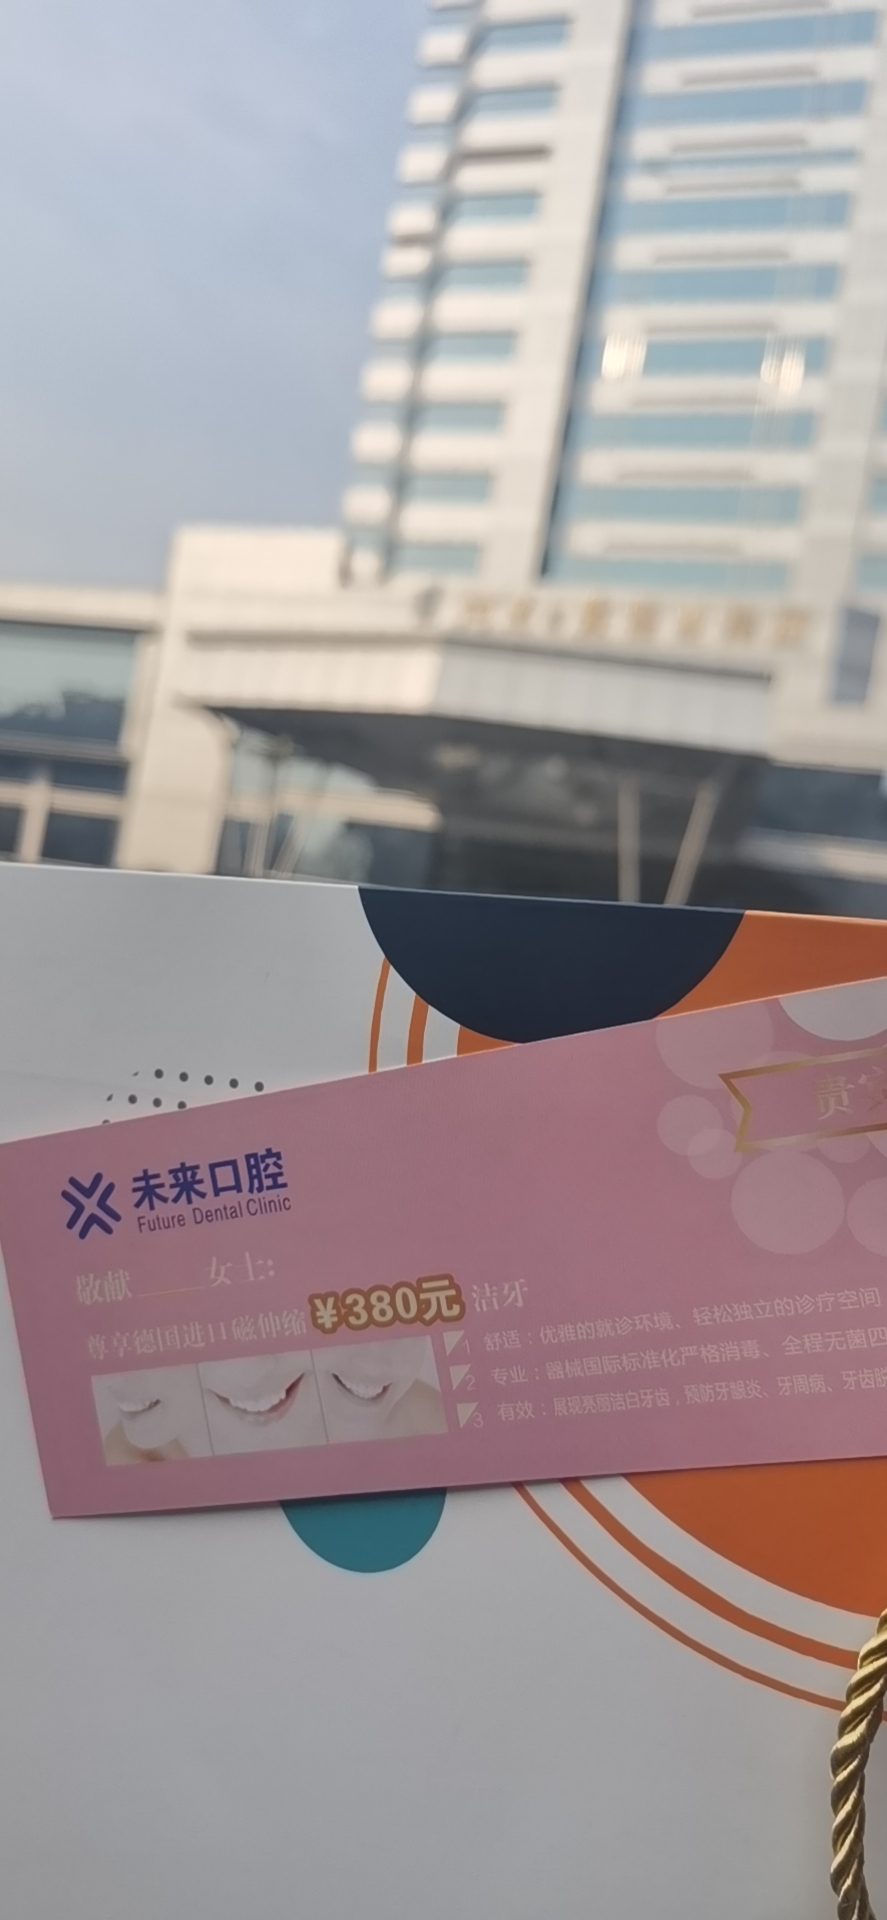 贵宾
未来口腔
Future Dental Clinic
敬献 女士:
尊享德国进口磁伸缩¥380元洁牙
1 舒适：优雅的就诊环境、轻松独立的诊疗空间
2 专业：器械国际标准化严格消毒、全程无菌四
3 有效：展现亮丽洁白牙齿，预防牙龈炎、牙周病、牙齿脱